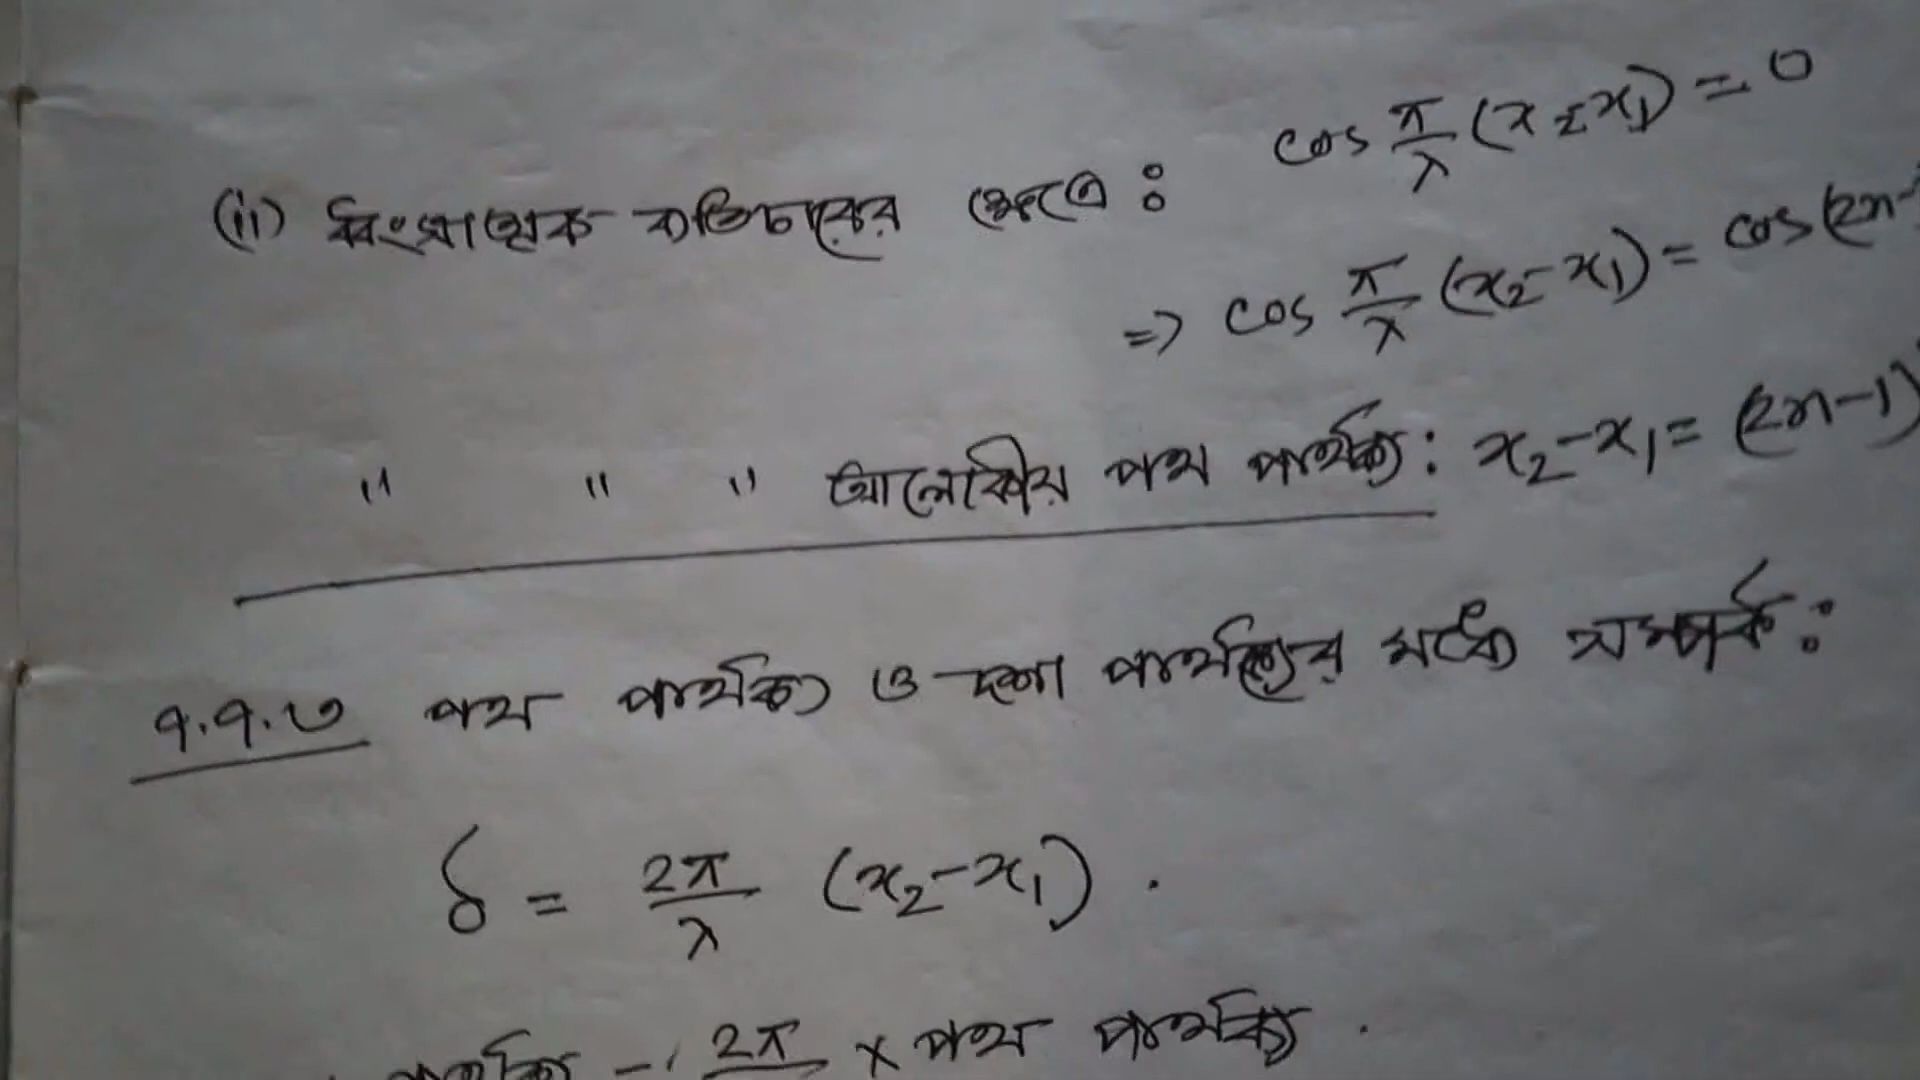 (ii) ধ্বংসাত্মক ব্যতিচারের ক্ষেত্রে : cos π/λ (x₂-x₁) = 0
=> cos π/λ (x₂-x₁) = cos (2n-
" " " আলোকীয় পথ পার্থক্য : x₂-x₁ = (2n-1)
৭.৭.৩ পথ পার্থক্য ও দশা পার্থক্যের মধ্যে সম্পর্ক :
δ = 2π/λ (x₂-x₁) .
পার্থক্য = 2π × পথ পার্থক্য .